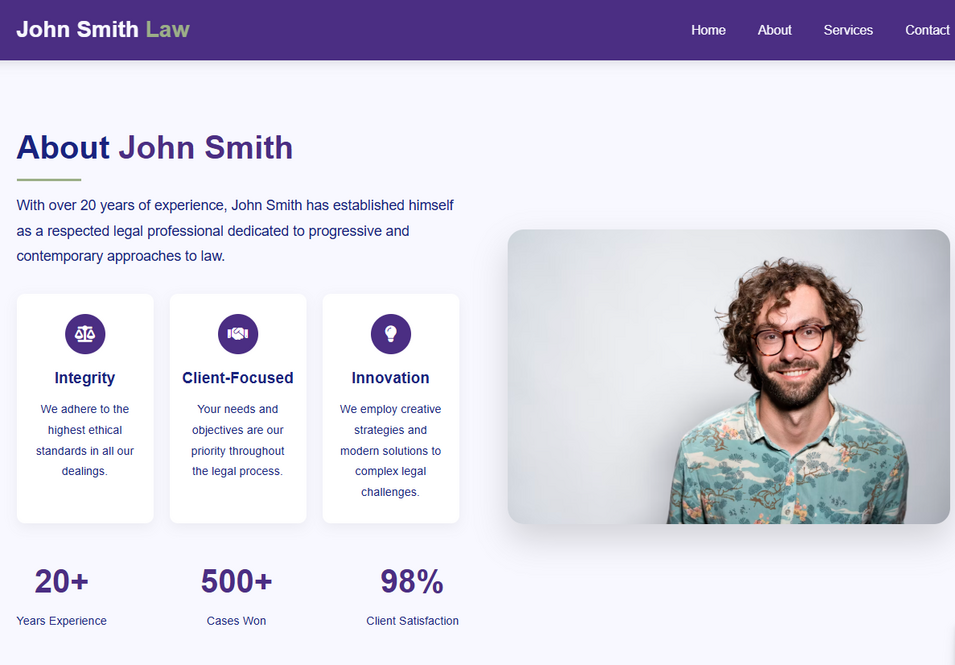 John Smith Law
Home About Services Contact
About John Smith
With over 20 years of experience, John Smith has established himself
as a respected legal professional dedicated to progressive and
contemporary approaches to law.
Integrity
We adhere to the
highest ethical
standards in all our
dealings.
Client-Focused
Your needs and
objectives are our
priority throughout
the legal process.
Innovation
We employ creative
strategies and
modern solutions to
complex legal
challenges.
20+
Years Experience
500+
Cases Won
98%
Client Satisfaction